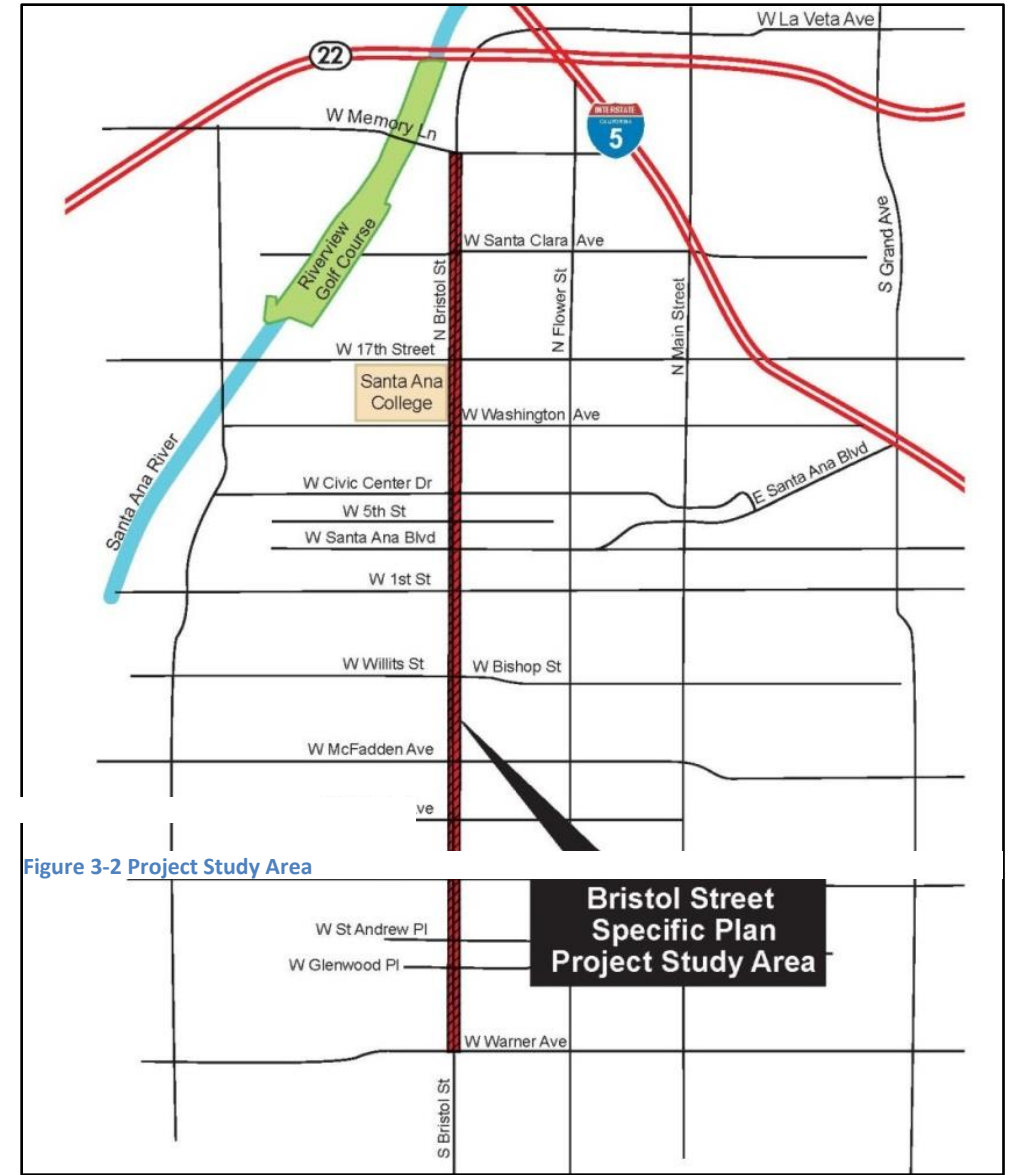 W La Veta Ave
22
W Memory Ln
INTERSTATE
CALIFORNIA
5
Riverview
Golf Course
N Bristol St
W Santa Clara Ave
N Flower St
N Main Street
S Grand Ave
W 17th Street
Santa Ana
College
W Washington Ave
Santa Ana River
W Civic Center Dr
E Santa Ana Blvd
W 5th St
W Santa Ana Blvd
W 1st St
W Willits St
W Bishop St
W McFadden Ave
ve
Figure 3-2 Project Study Area
Bristol Street
Specific Plan
Project Study Area
W St Andrew Pl
W Glenwood Pl
W Warner Ave
S Bristol St